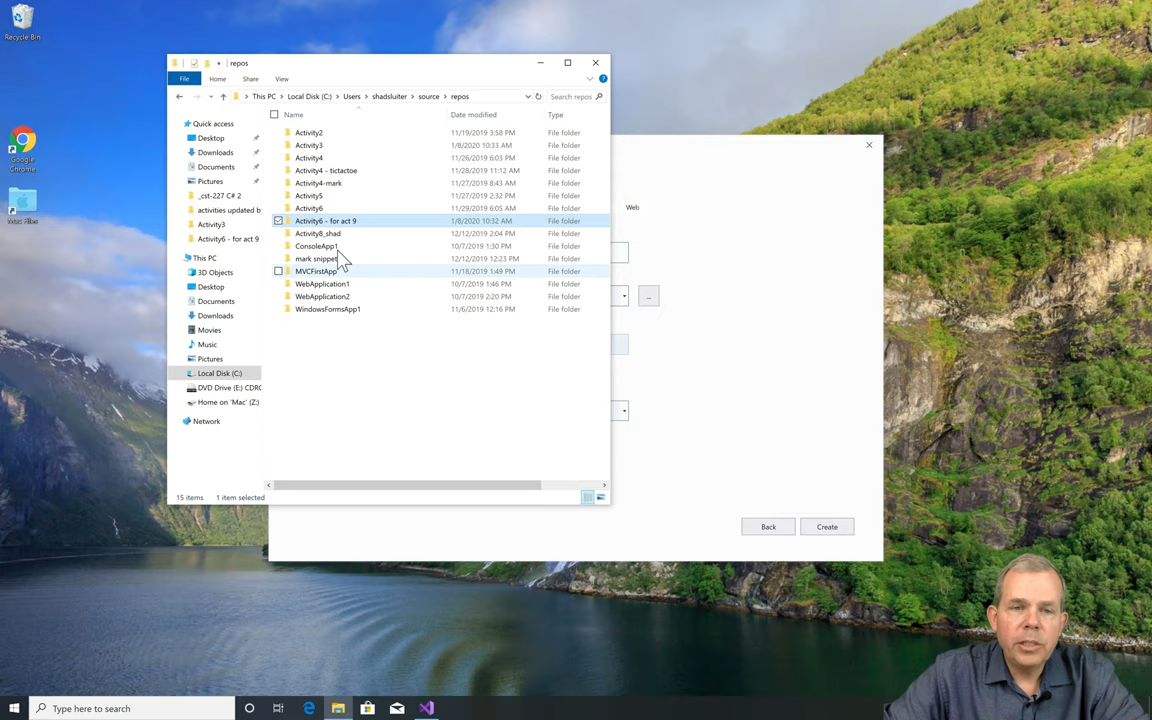 Recycle Bin
Google
Chrome
Mac Files
repos
File Home Share View
This PC Local Disk (C:) Users shadsluiter source repos
Search repos
Name Date modified Type
Activity2 11/19/2019 3:58 PM File folder
Activity3 1/8/2020 10:33 AM File folder
Activity4 11/26/2019 6:03 PM File folder
Activity4 - tictactoe 11/28/2019 11:12 AM File folder
Activity4-mark 11/27/2019 8:43 AM File folder
Activity5 11/27/2019 2:32 PM File folder
Activity6 11/29/2019 6:05 AM File folder
Activity6 - for act 9 1/8/2020 10:32 AM File folder
Activity8_shad 12/12/2019 2:04 PM File folder
ConsoleApp1 10/7/2019 1:30 PM File folder
mark snippet 12/12/2019 12:23 PM File folder
MVCFirstApp 11/18/2019 1:49 PM File folder
WebApplication1 10/7/2019 1:46 PM File folder
WebApplication2 10/7/2019 2:20 PM File folder
WindowsFormsApp1 11/6/2019 12:16 PM File folder
Quick access
Desktop
Downloads
Documents
Pictures
_cst-227 C# 2
activities updated b
Activity3
Activity6 - for act 9
This PC
3D Objects
Desktop
Documents
Downloads
Movies
Music
Pictures
Local Disk (C:)
DVD Drive (E:) CDRO
Home on 'Mac' (Z:)
Network
15 items 1 item selected
Web
...
Back Create
Type here to search